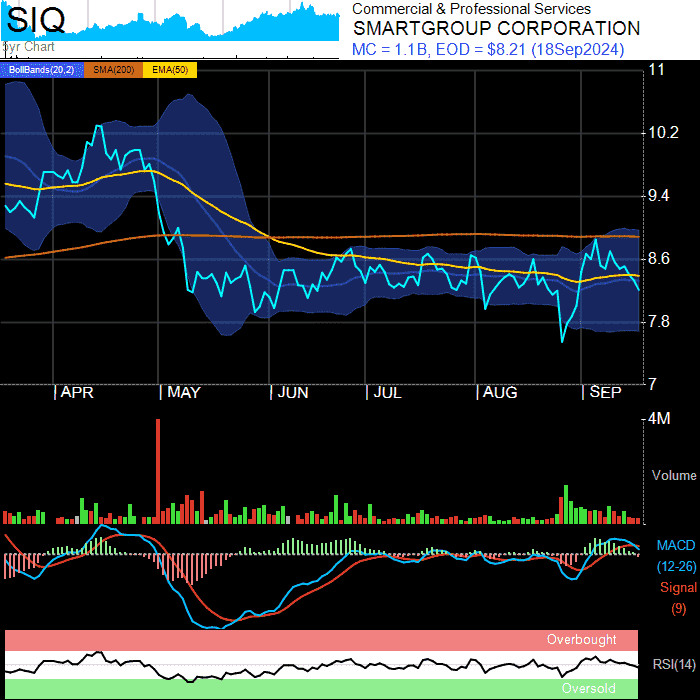 SIQ
5yr Chart
Commercial & Professional Services
SMARTGROUP CORPORATION
MC = 1.1B, EOD = $8.21 (18Sep2024)
BollBands(20,2) SMA(200) EMA(50)
11
10.2
9.4
8.6
7.8
7
APR MAY JUN JUL AUG SEP
4M
Volume
MACD
(12-26)
Signal
(9)
Overbought
RSI(14)
Oversold